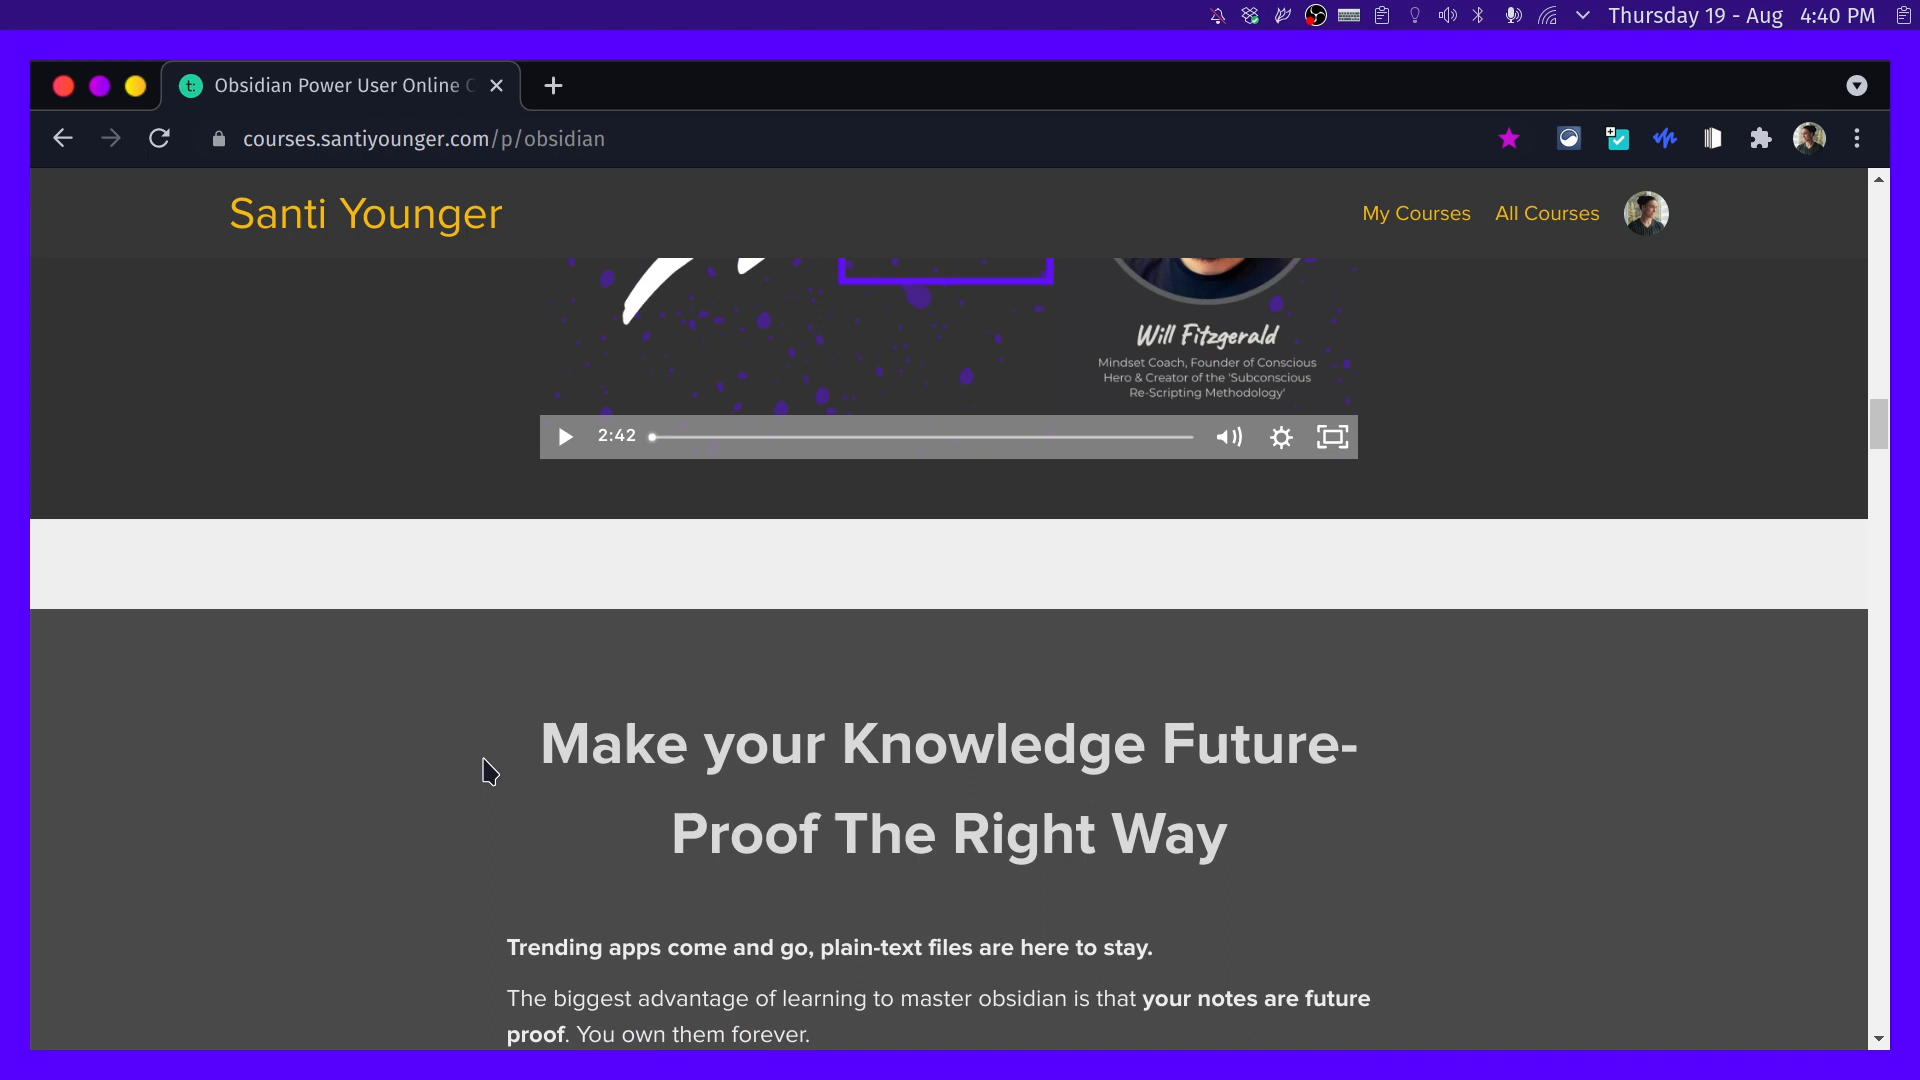 Thursday 19 - Aug 4:40 PM
t: Obsidian Power User Online C
courses.santiyounger.com/p/obsidian
Santi Younger
My Courses All Courses
Will Fitzgerald
Mindset Coach, Founder of Conscious
Hero & Creator of the 'Subconscious
Re-Scripting Methodology'
2:42
Make your Knowledge Future-
Proof The Right Way
Trending apps come and go, plain-text files are here to stay.
The biggest advantage of learning to master obsidian is that your notes are future
proof. You own them forever.